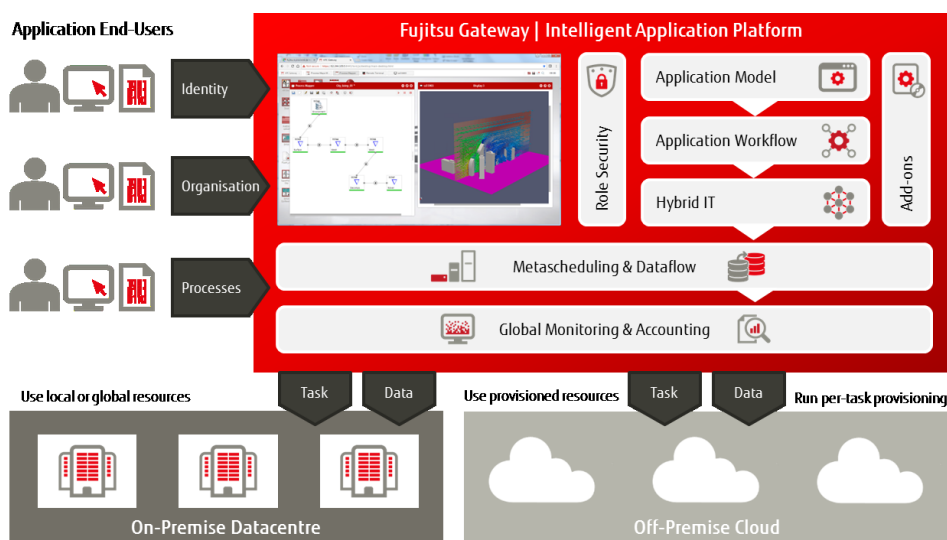 Application End-Users
Fujitsu Gateway | Intelligent Application Platform
Identity
Organisation
Processes
Role Security
Application Model
Application Workflow
Hybrid IT
Add-ons
Metascheduling & Dataflow
Global Monitoring & Accounting
Use local or global resources
Task
Data
Use provisioned resources
Task
Data
Run per-task provisioning
On-Premise Datacentre
Off-Premise Cloud